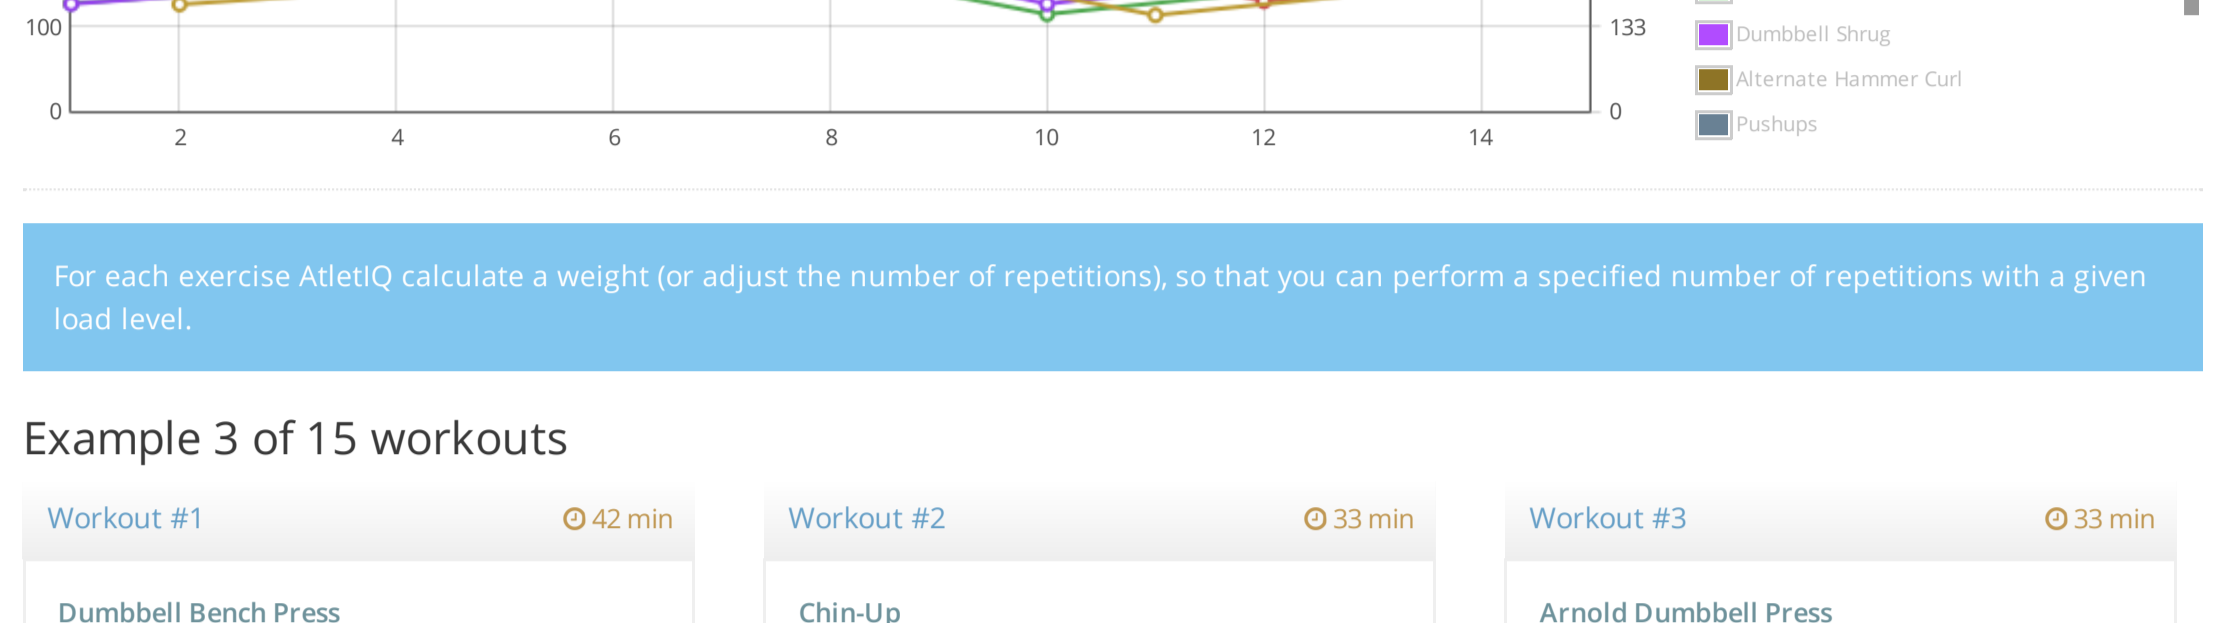 100
133
Dumbbell Shrug
Alternate Hammer Curl
0
0
Pushups
2 4 6 8 10 12 14
For each exercise AtletIQ calculate a weight (or adjust the number of repetitions), so that you can perform a specified number of repetitions with a given
load level.
Example 3 of 15 workouts
Workout #1 42 min
Workout #2 33 min
Workout #3 33 min
Dumbbell Bench Press
Chin-Up
Arnold Dumbbell Press